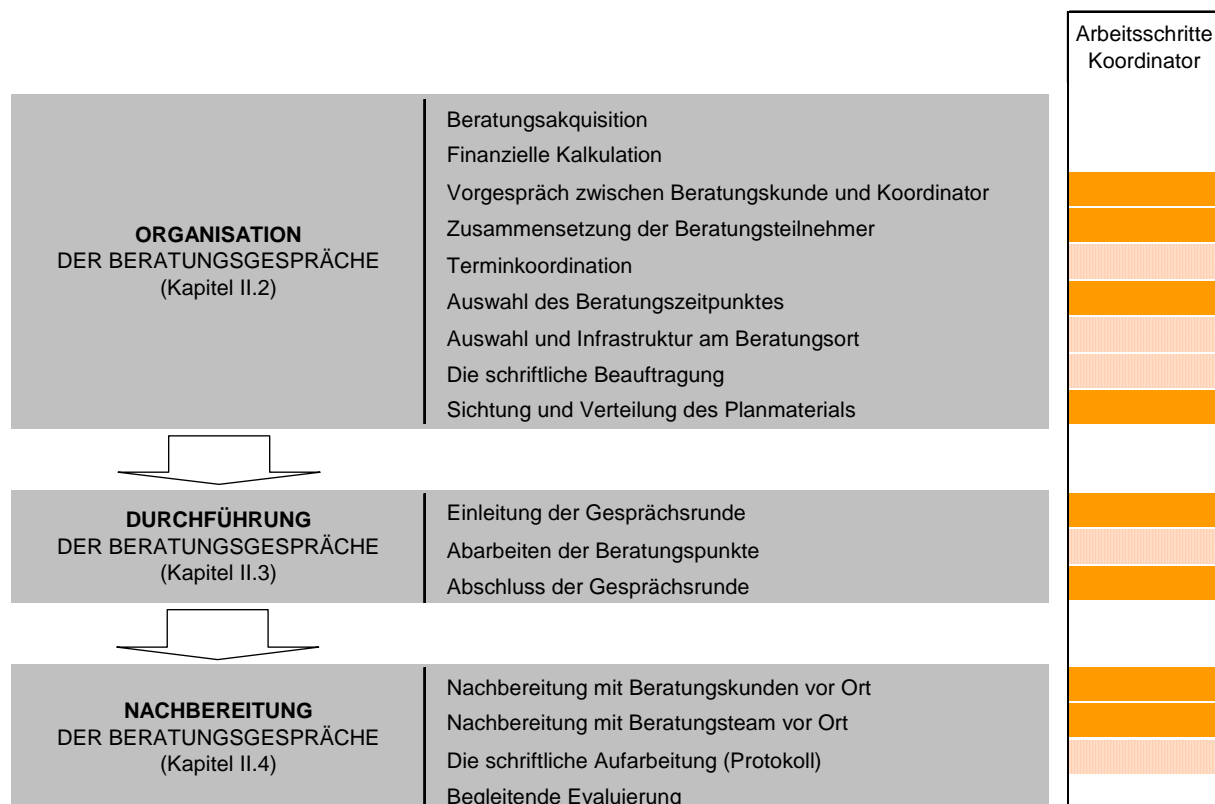 Arbeitsschritte
Koordinator
ORGANISATION
DER BERATUNGSGESPRÄCHE
(Kapitel II.2)
Beratungsakquisition
Finanzielle Kalkulation
Vorgespräch zwischen Beratungskunde und Koordinator
Zusammensetzung der Beratungsteilnehmer
Terminkoordination
Auswahl des Beratungszeitpunktes
Auswahl und Infrastruktur am Beratungsort
Die schriftliche Beauftragung
Sichtung und Verteilung des Planmaterials
DURCHFÜHRUNG
DER BERATUNGSGESPRÄCHE
(Kapitel II.3)
Einleitung der Gesprächsrunde
Abarbeiten der Beratungspunkte
Abschluss der Gesprächsrunde
NACHBEREITUNG
DER BERATUNGSGESPRÄCHE
(Kapitel II.4)
Nachbereitung mit Beratungskunden vor Ort
Nachbereitung mit Beratungsteam vor Ort
Die schriftliche Aufarbeitung (Protokoll)
Begleitende Evaluierung